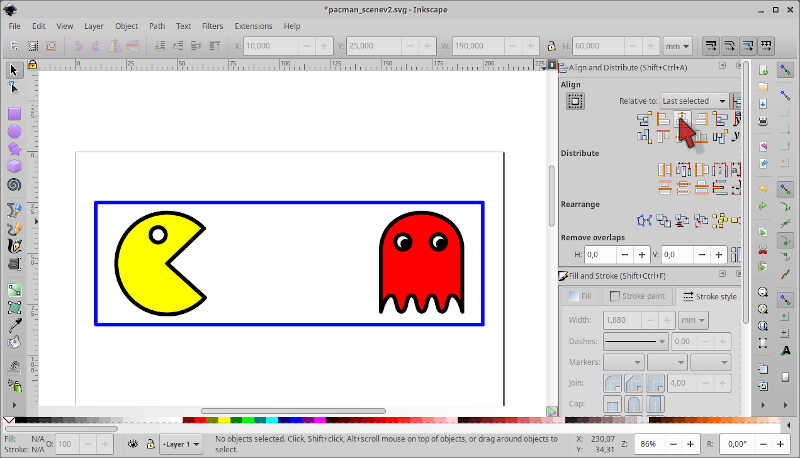 *pacman_scenev2.svg - Inkscape
File Edit View Layer Object Path Text Filters Extensions Help
X: 10,000 Y: 25,000 W: 190,000 H: 60,000 mm
Align and Distribute (Shift+Ctrl+A)
Align
Relative to: Last selected
Distribute
Rearrange
Remove overlaps
H: 0,0 V: 0,0
Fill and Stroke (Shift+Ctrl+F)
Fill Stroke paint Stroke style
Width: 1,880 mm
Dashes: 0,00
Markers:
Join: 4,00
Cap:
Fill: N/A O: 100 -Layer 1 No objects selected. Click, Shift+click, Alt+scroll mouse on top of objects, or drag around objects to select. X: 230,07 Z: 86% R: 0,00°
Stroke: N/A Y: 34,31